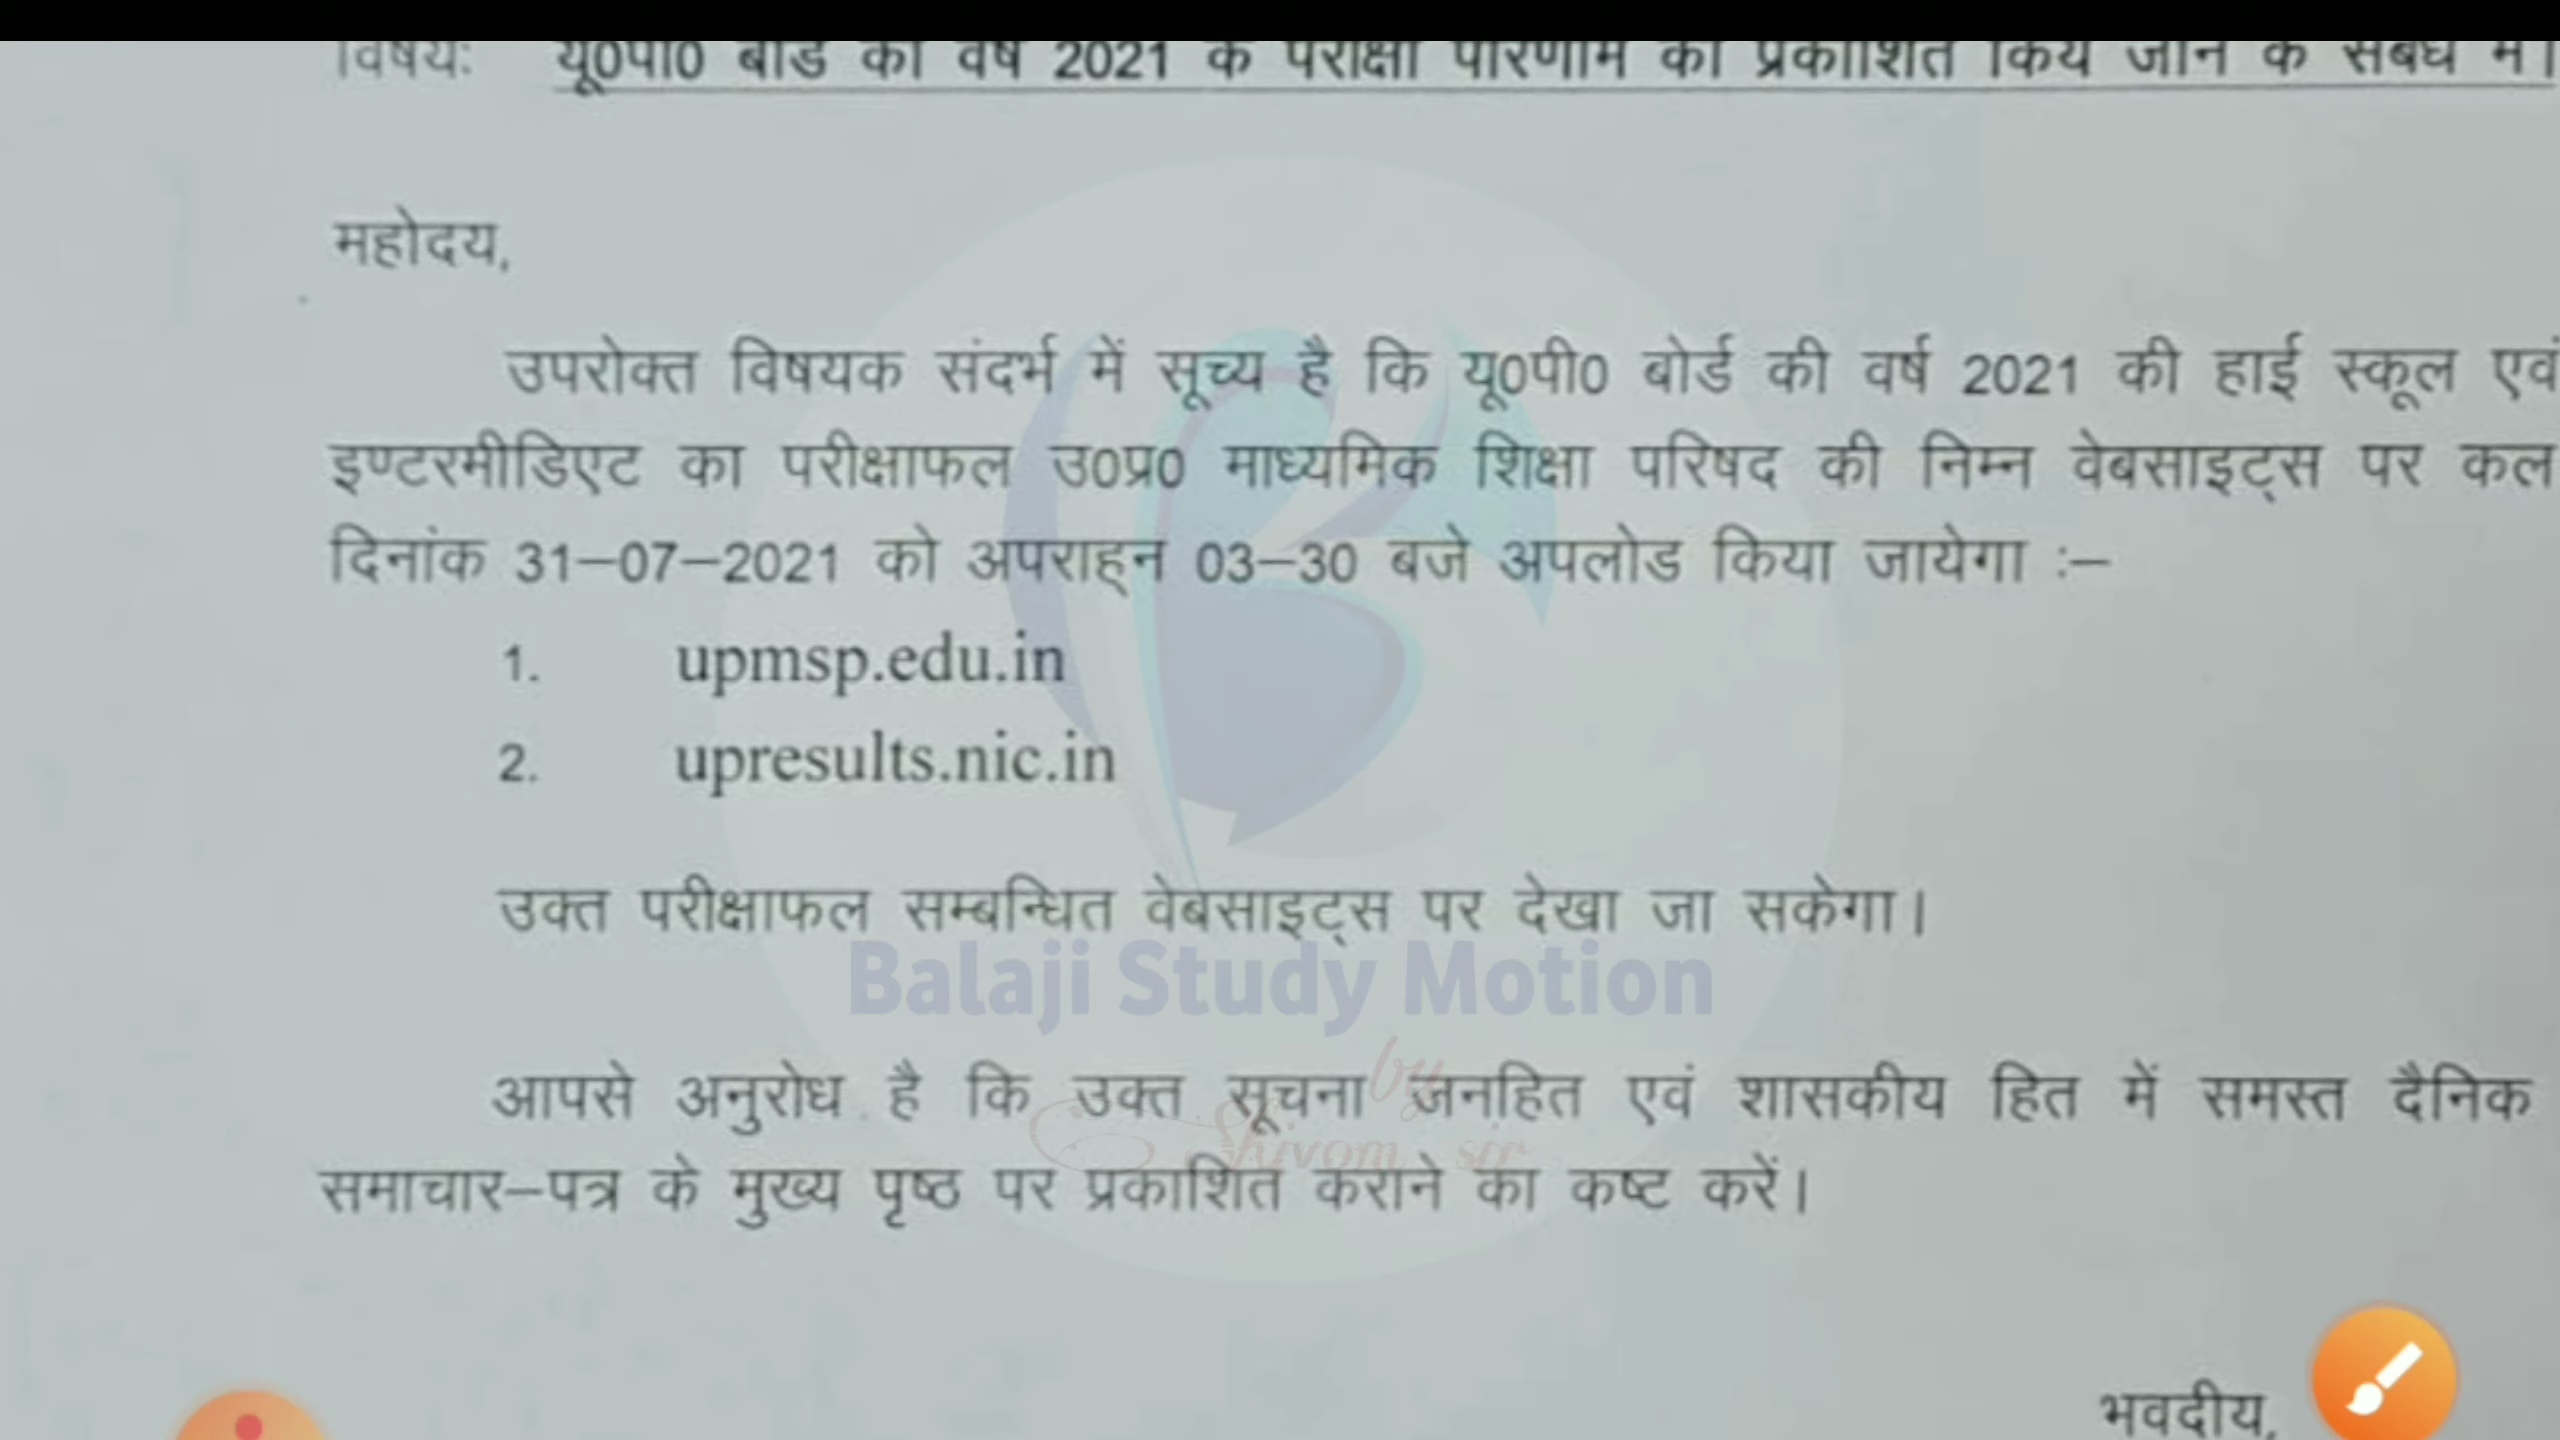 विषय: यू0पी0 बोर्ड की वर्ष 2021 के परीक्षा परिणाम को प्रकाशित किये जाने के संबंध में।
महोदय,
उपरोक्त विषयक संदर्भ में सूच्य है कि यू0पी0 बोर्ड की वर्ष 2021 की हाई स्कूल एवं
इण्टरमीडिएट का परीक्षाफल उ0प्र0 माध्यमिक शिक्षा परिषद की निम्न वेबसाइट्स पर कल
दिनांक 31–07–2021 को अपराह्न 03–30 बजे अपलोड किया जायेगा :–
1. upmsp.edu.in
2. upresults.nic.in
उक्त परीक्षाफल सम्बन्धित वेबसाइट्स पर देखा जा सकेगा।
Balaji Study Motion
by
Shivom sir
आपसे अनुरोध है कि उक्त सूचना जनहित एवं शासकीय हित में समस्त दैनिक
समाचार–पत्र के मुख्य पृष्ठ पर प्रकाशित कराने का कष्ट करें।
भवदीय,